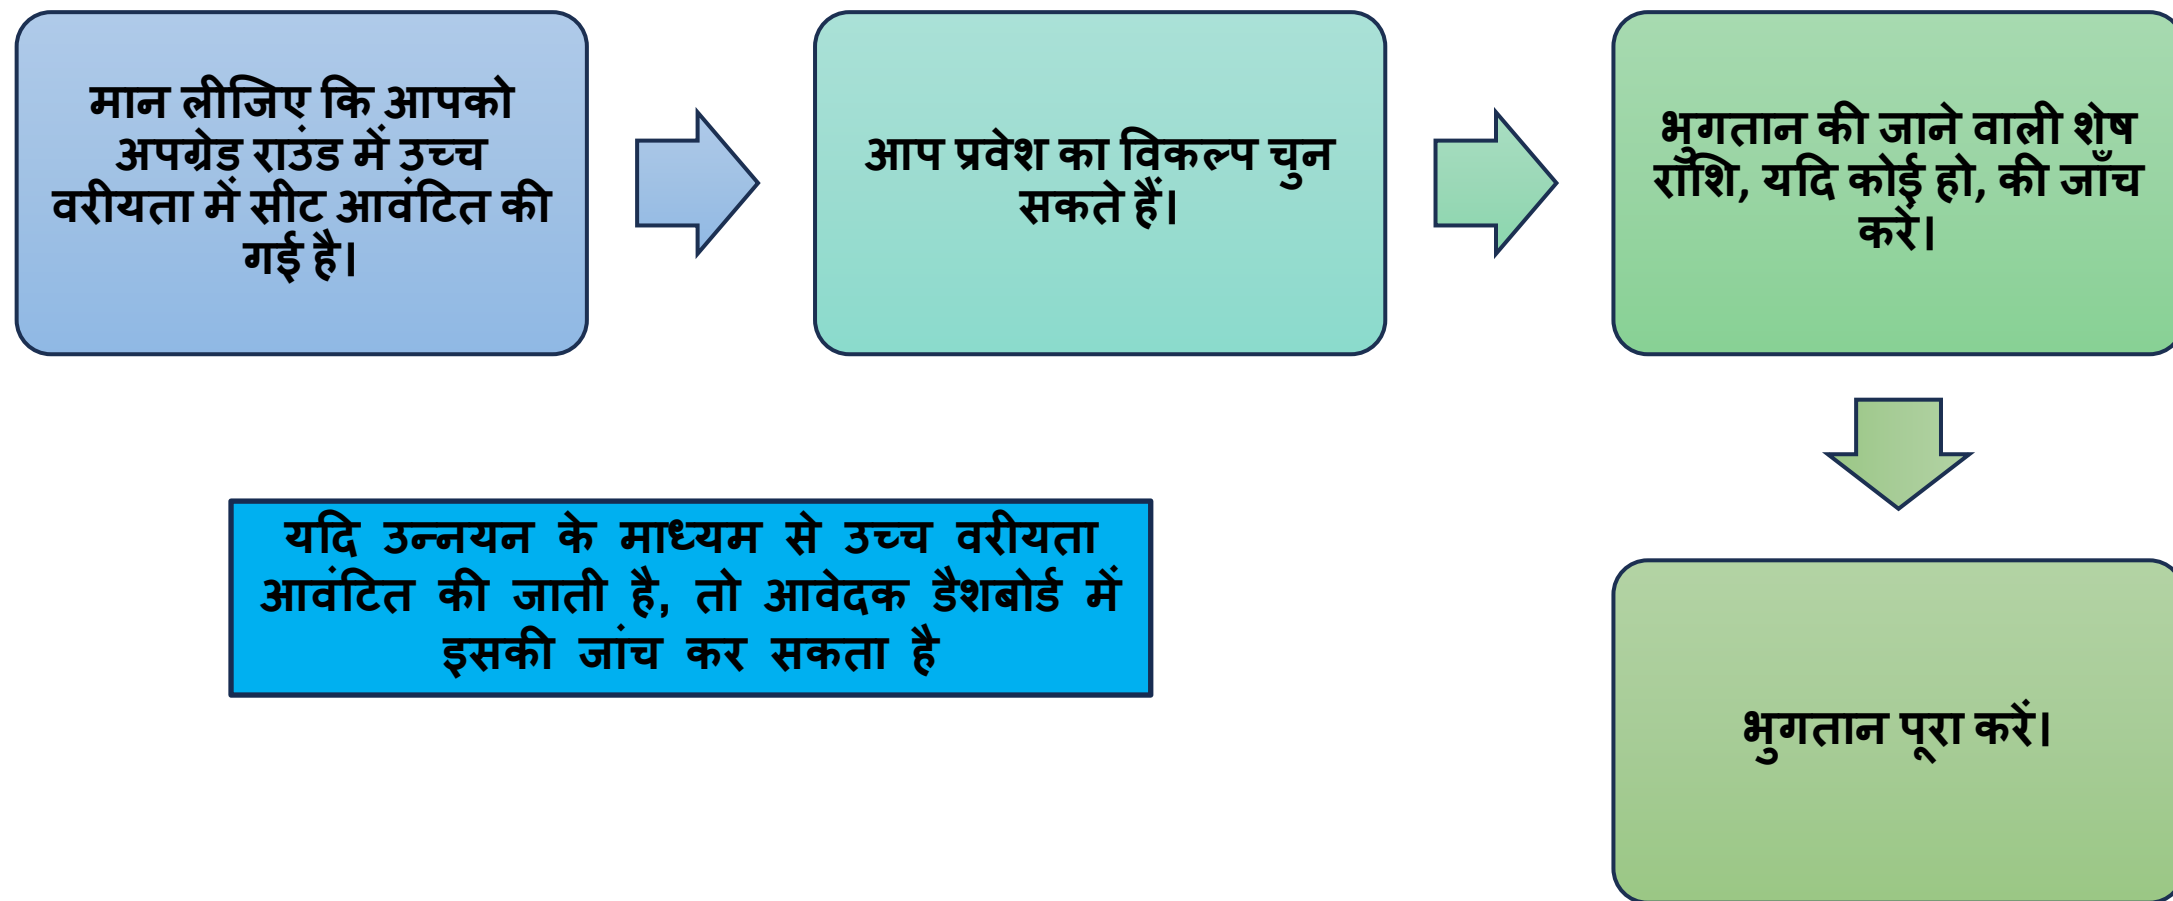 मान लीजिए कि आपको
अपग्रेड राउंड में उच्च
वरीयता में सीट आवंटित की
गई है।
आप प्रवेश का विकल्प चुन
सकते हैं।
भुगतान की जाने वाली शेष
राशि, यदि कोई हो, की जाँच
करें।
यदि उन्नयन के माध्यम से उच्च वरीयता
आवंटित की जाती है, तो आवेदक डैशबोर्ड में
इसकी जांच कर सकता है
भुगतान पूरा करें।